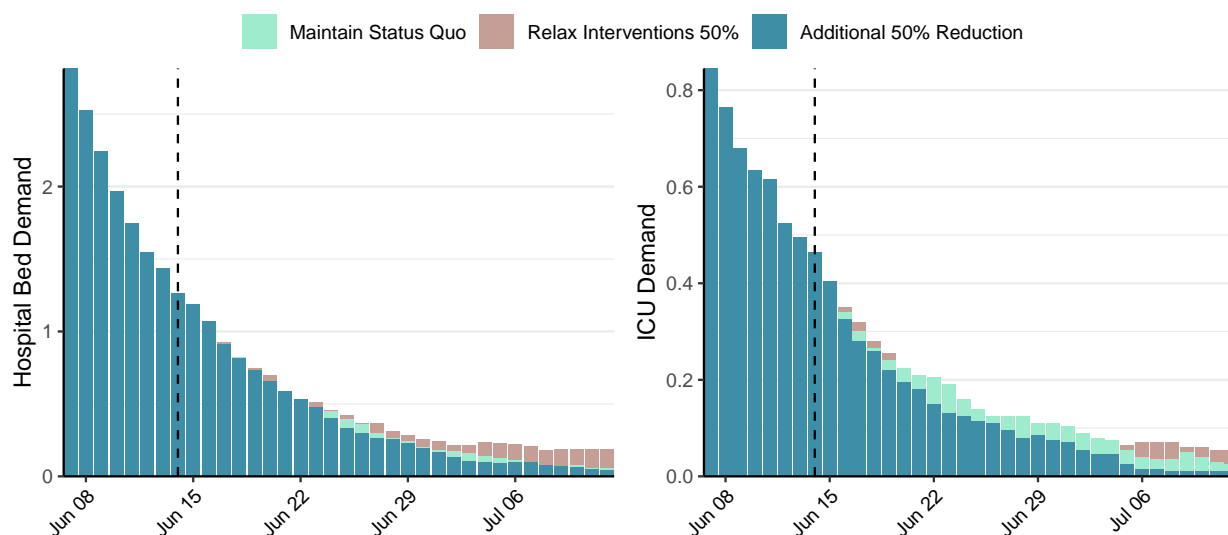 Maintain Status Quo Relax Interventions 50% Additional 50% Reduction
Hospital Bed Demand
2
1
0
Jun 08 Jun 15 Jun 22 Jun 29 Jul 06
ICU Demand
0.8
0.6
0.4
0.2
0.0
Jun 08 Jun 15 Jun 22 Jun 29 Jul 06